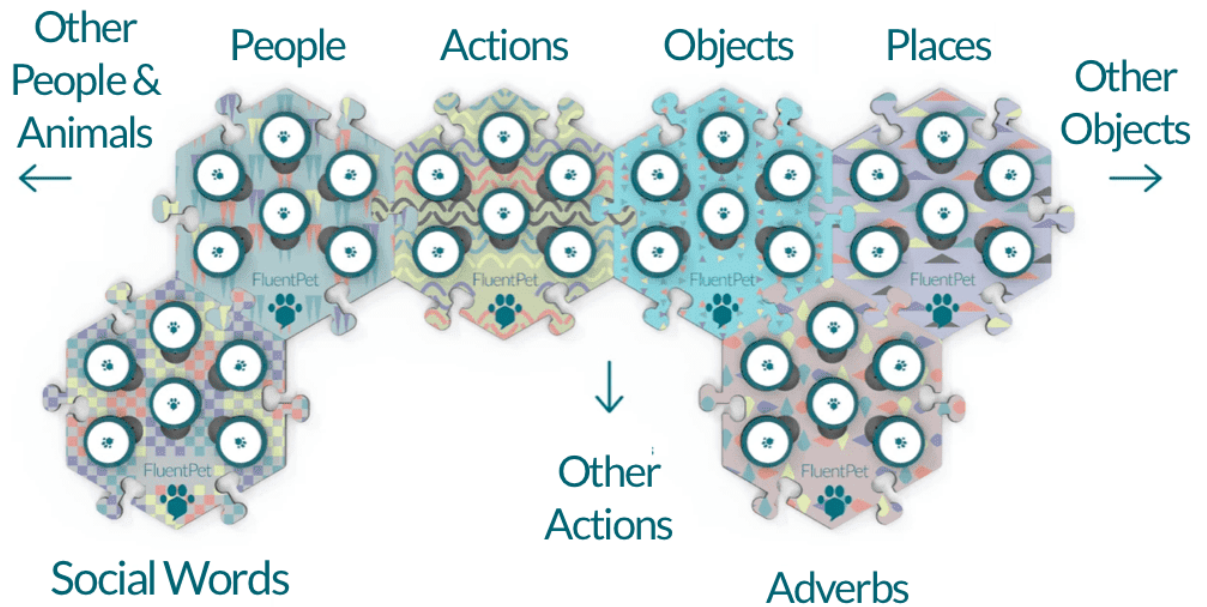 Other
People &
Animals
People
Actions
Objects
Places
Other
Objects
FluentPet
FluentPet
FluentPet
FluentPet
FluentPet
FluentPet
Other
Actions
Social Words
Adverbs